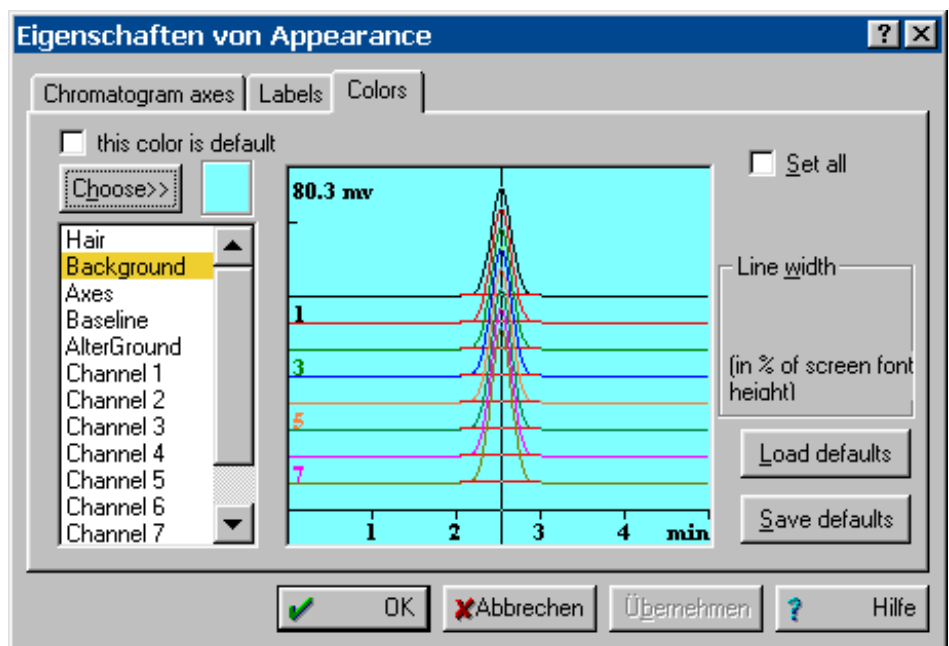 Eigenschaften von Appearance
? 
Chromatogram axes Labels Colors
this color is default
Choose>>
Set all
Hair
Background
Axes
Baseline
AlterGround
Channel 1
Channel 2
Channel 3
Channel 4
Channel 5
Channel 6
Channel 7
80.3 mv
1
3
5
7
1 2 3 4 min
Line width
(in % of screen font
height)
Load defaults
Save defaults
OK Abbrechen Übernehmen ? Hilfe